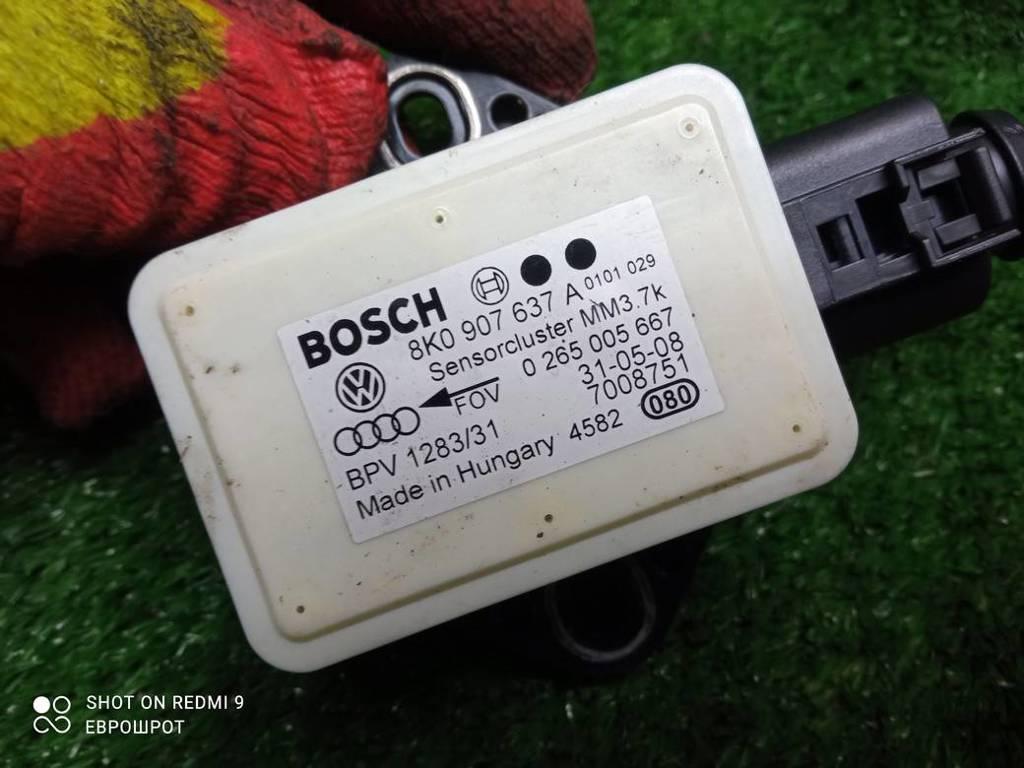 BOSCH
8K0 907 637 A 0101 029
Sensorcluster MM3.7k
0 265 005 667
FOV
31-05-08
7008751
BPV 1283/31
080
Made in Hungary 4582
SHOT ON REDMI 9
ЕВРОШРОТ